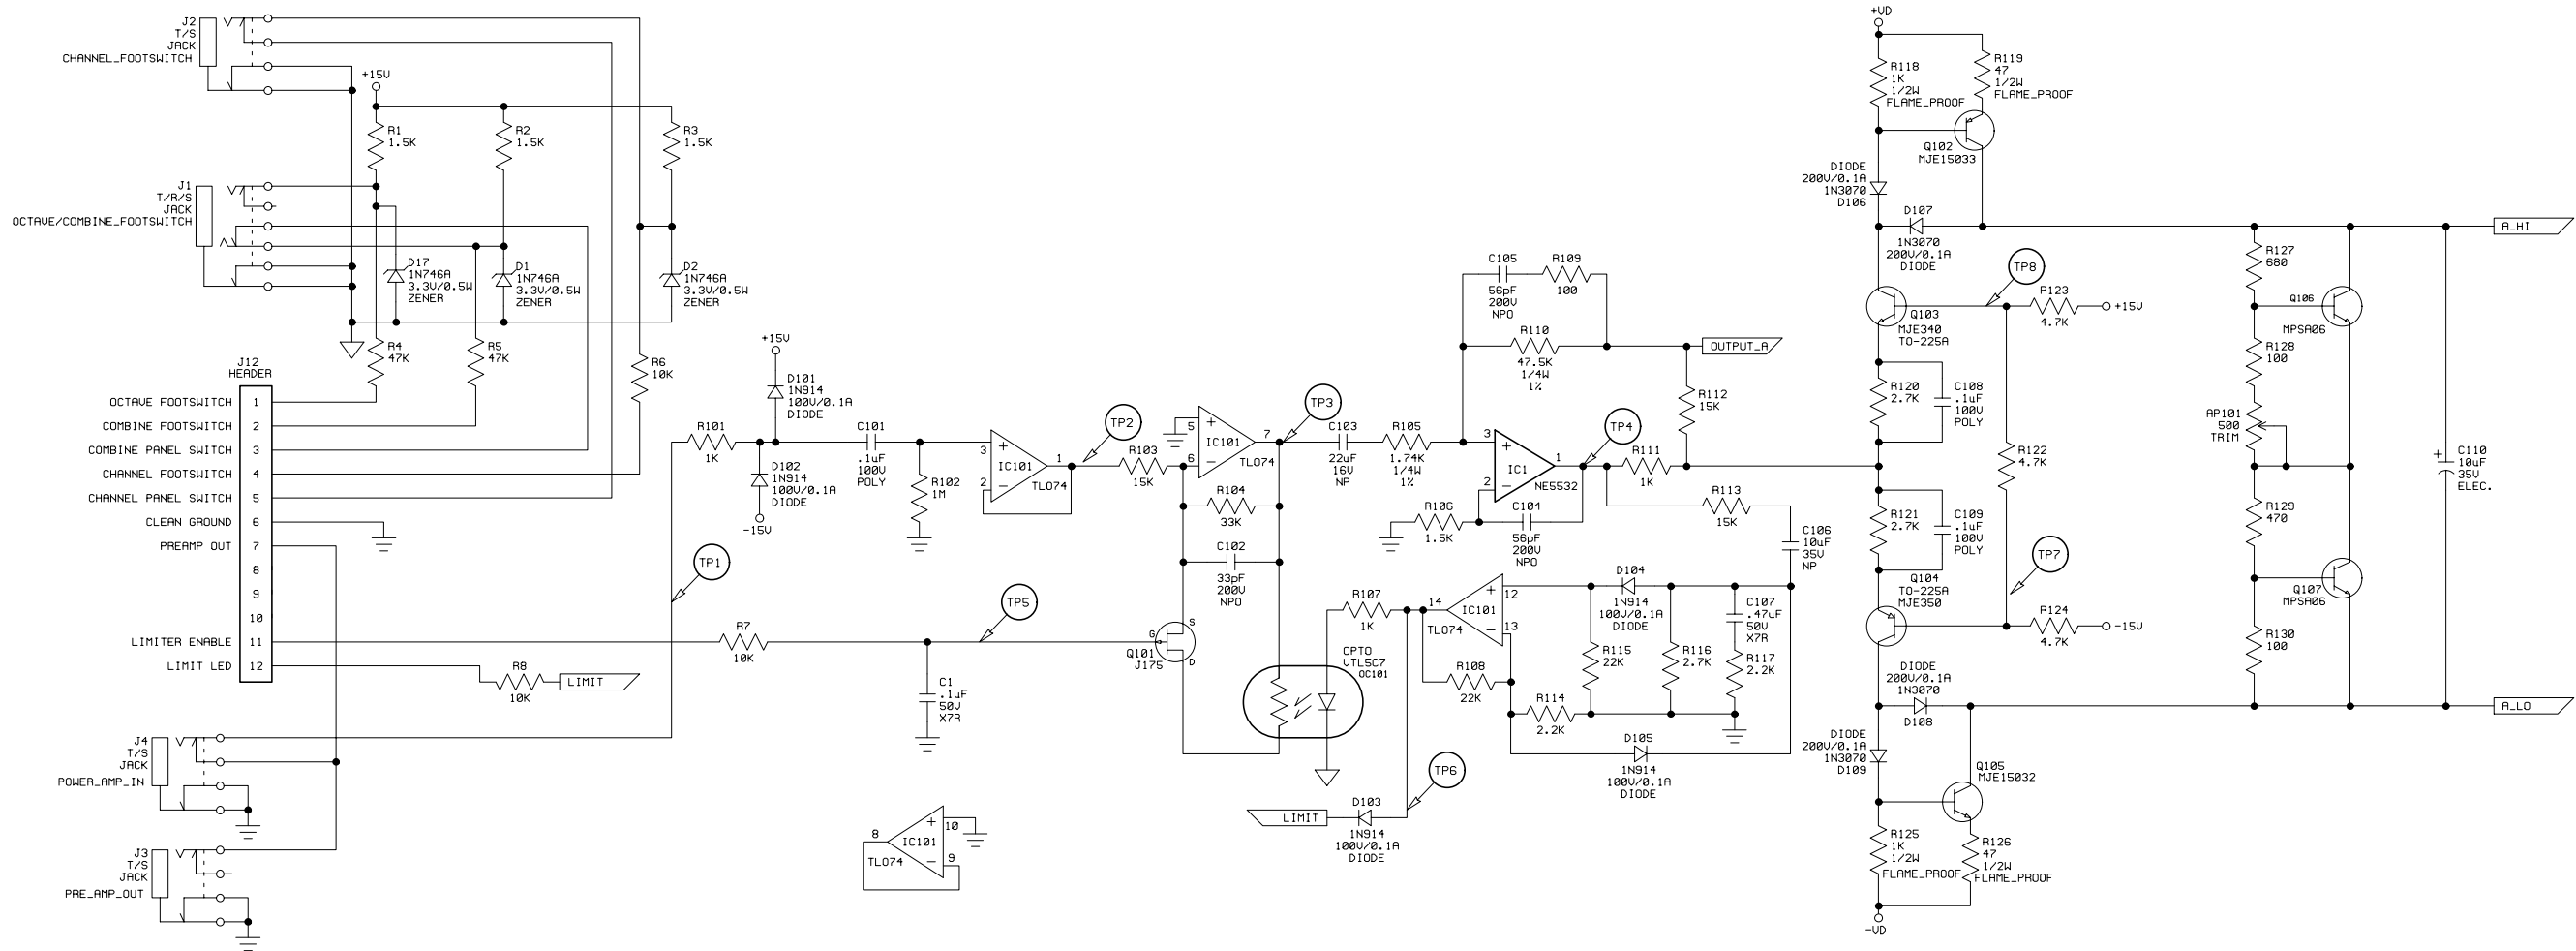 J2
T/S
JACK
CHANNEL_FOOTSWITCH
+15V
R1
1.5K
R2
1.5K
R3
1.5K
J1
T/R/S
JACK
OCTAVE/COMBINE_FOOTSWITCH
D17
1N746A
3.3V/0.5W
ZENER
D1
1N746A
3.3V/0.5W
ZENER
D2
1N746A
3.3V/0.5W
ZENER
R4
47K
R5
47K
R6
10K
J12
HEADER
OCTAVE FOOTSWITCH 1
COMBINE FOOTSWITCH 2
COMBINE PANEL SWITCH 3
CHANNEL FOOTSWITCH 4
CHANNEL PANEL SWITCH 5
CLEAN GROUND 6
PREAMP OUT 7
8
9
10
LIMITER ENABLE 11
LIMIT LED 12
R8
10K
LIMIT
J4
T/S
JACK
POWER_AMP_IN
J3
T/S
JACK
PRE_AMP_OUT
TP1
R7
10K
R101
1K
+15V
D101
1N914
100V/0.1A
DIODE
D102
1N914
100V/0.1A
DIODE
-15V
C101
.1uF
100V
POLY
R102
1M
3
+
IC101
1
2
−
TL074
TP2
R103
15K
5
+
IC101
7
6
−
TL074
TP3
R104
33K
C102
33pF
200V
NPO
TP5
C1
.1uF
50V
X7R
G
S
D
Q101
J175
8
+
10
IC101
TL074
−
9
C103
22uF
16V
NP
R105
1.74K
1/4W
1%
C105
56pF
200V
NPO
R109
100
R110
47.5K
1/4W
1%
OUTPUT_A
R112
15K
3
+
IC1
1
2
−
NE5532
TP4
R111
1K
R106
1.5K
C104
56pF
200V
NPO
R113
15K
C106
10uF
35V
NP
R107
1K
14
+
12
IC101
TL074
−
13
D104
1N914
100V/0.1A
DIODE
C107
.47uF
50V
X7R
OPTO
VTL5C7
OC101
R108
22K
R115
22K
R116
2.7K
R117
2.2K
R114
2.2K
D105
1N914
100V/0.1A
DIODE
TP6
LIMIT
D103
1N914
100V/0.1A
DIODE
+VD
R118
1K
1/2W
FLAME_PROOF
R119
47
1/2W
FLAME_PROOF
Q102
MJE15033
DIODE
200V/0.1A
1N3070
D106
D107
1N3070
200V/0.1A
DIODE
TP8
R123
4.7K
+15V
Q103
MJE340
TO-225A
R120
2.7K
C108
.1uF
100V
POLY
R122
4.7K
R121
2.7K
C109
.1uF
100V
POLY
TP7
Q104
TO-225A
MJE350
R124
4.7K
-15V
DIODE
200V/0.1A
1N3070
D108
DIODE
200V/0.1A
1N3070
D109
Q105
MJE15032
R125
1K
1/2W
FLAME_PROOF
R126
47
1/2W
FLAME_PROOF
-VD
A_HI
R127
680
Q106
MPSA06
R128
100
AP101
500
TRIM
+
C110
10uF
35V
ELEC.
R129
470
Q107
MPSA06
R130
100
A_LO